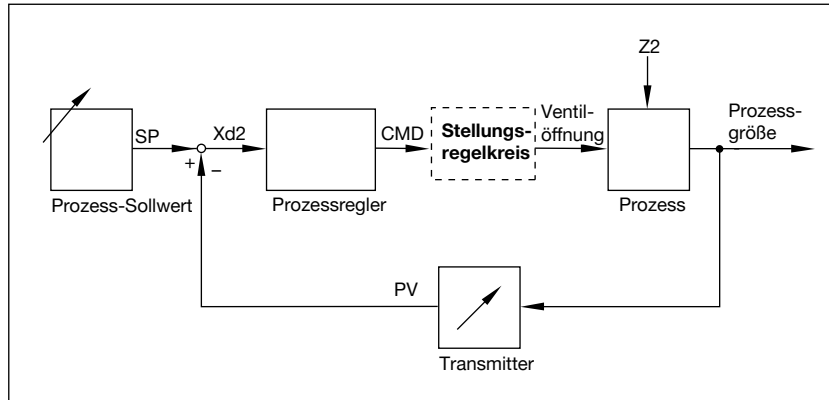 Z2
SP
+
−
Xd2
CMD
Stellungs-
regelkreis
Ventil-
öffnung
Prozess-
größe
Prozess-Sollwert
Prozessregler
Prozess
PV
Transmitter